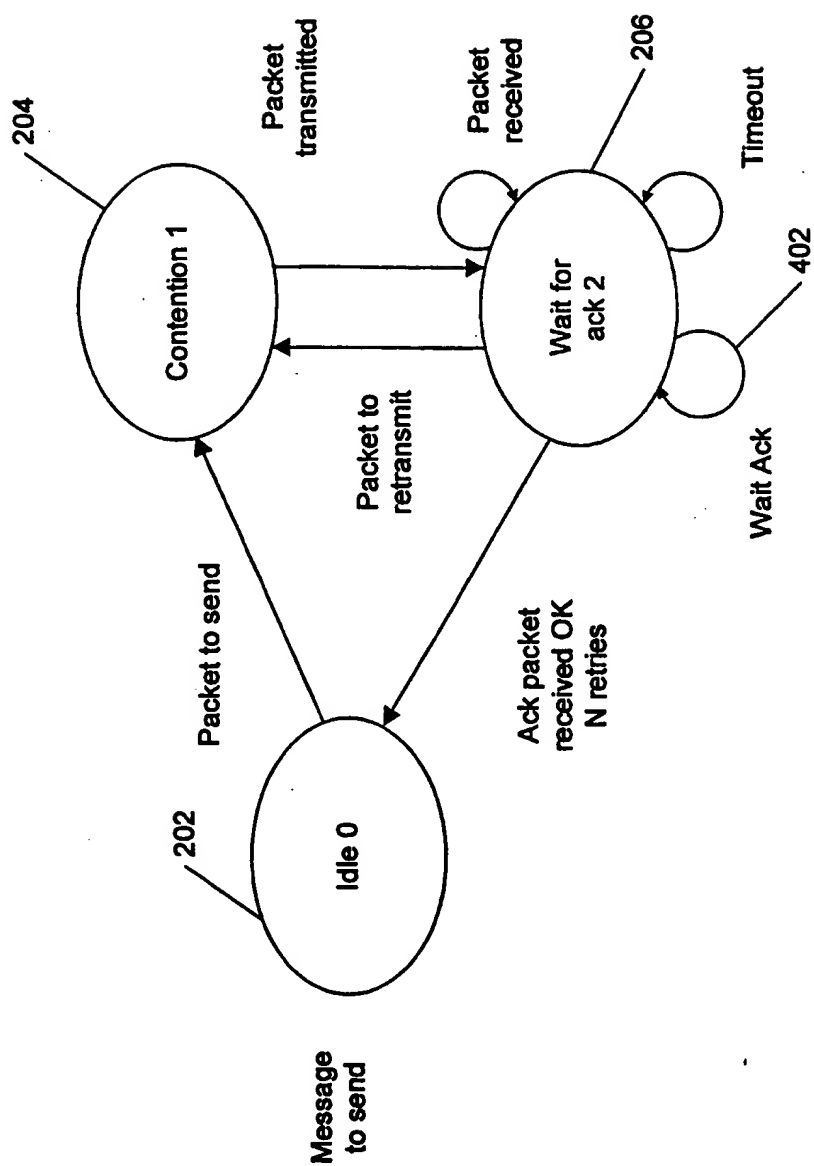 204
Packet
transmitted
Contention 1
Packet
received
206
Packet to send
Packet to
retransmit
Wait for
ack 2
Timeout
402
202
Idle 0
Ack packet
received OK
N retries
Wait Ack
Message
to send